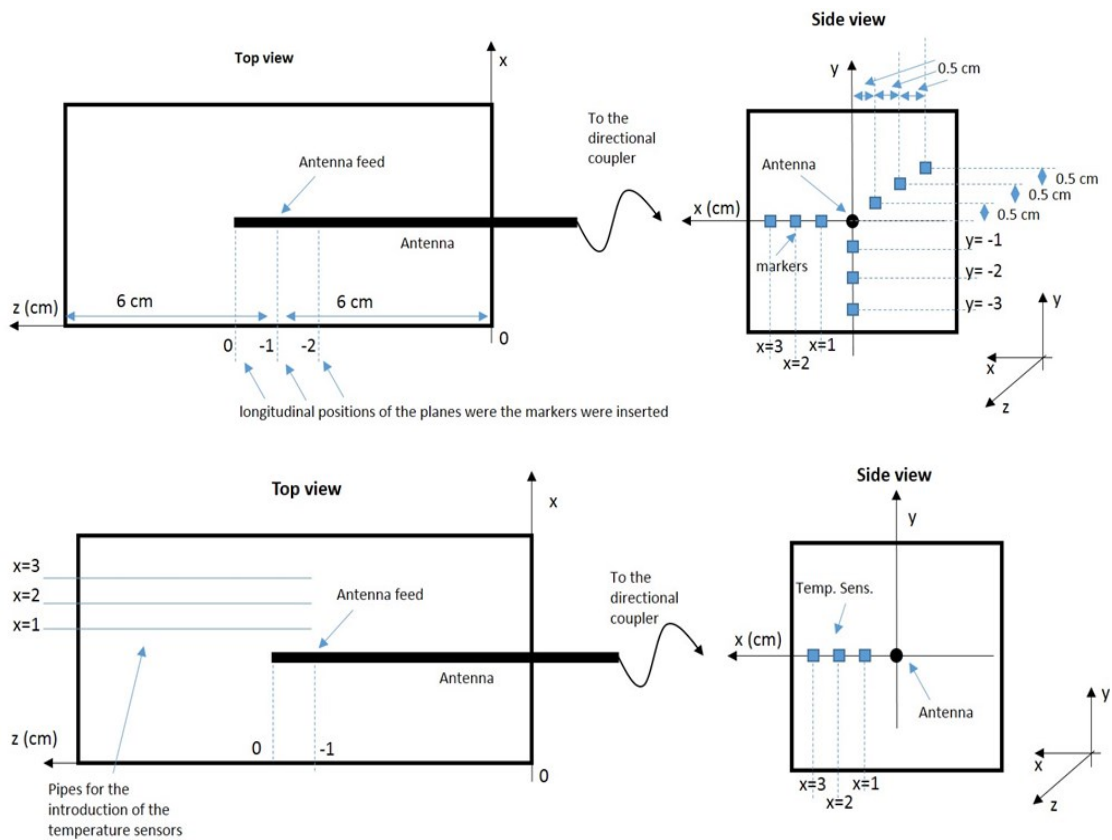 Top view
x
Antenna feed
Antenna
To the
directional
coupler
z (cm)
6 cm
6 cm
0
-1
-2
0
longitudinal positions of the planes were the markers were inserted
Side view
y
0.5 cm
Antenna
x (cm)
markers
0.5 cm
0.5 cm
0.5 cm
y= -1
y= -2
y= -3
x=3
x=2
x=1
y
x
z
Top view
x
x=3
x=2
x=1
Antenna feed
Antenna
To the
directional
coupler
z (cm)
0
-1
0
Pipes for the
introduction of the
temperature sensors
Side view
y
Temp. Sens.
x (cm)
Antenna
x=3
x=2
x=1
y
x
z